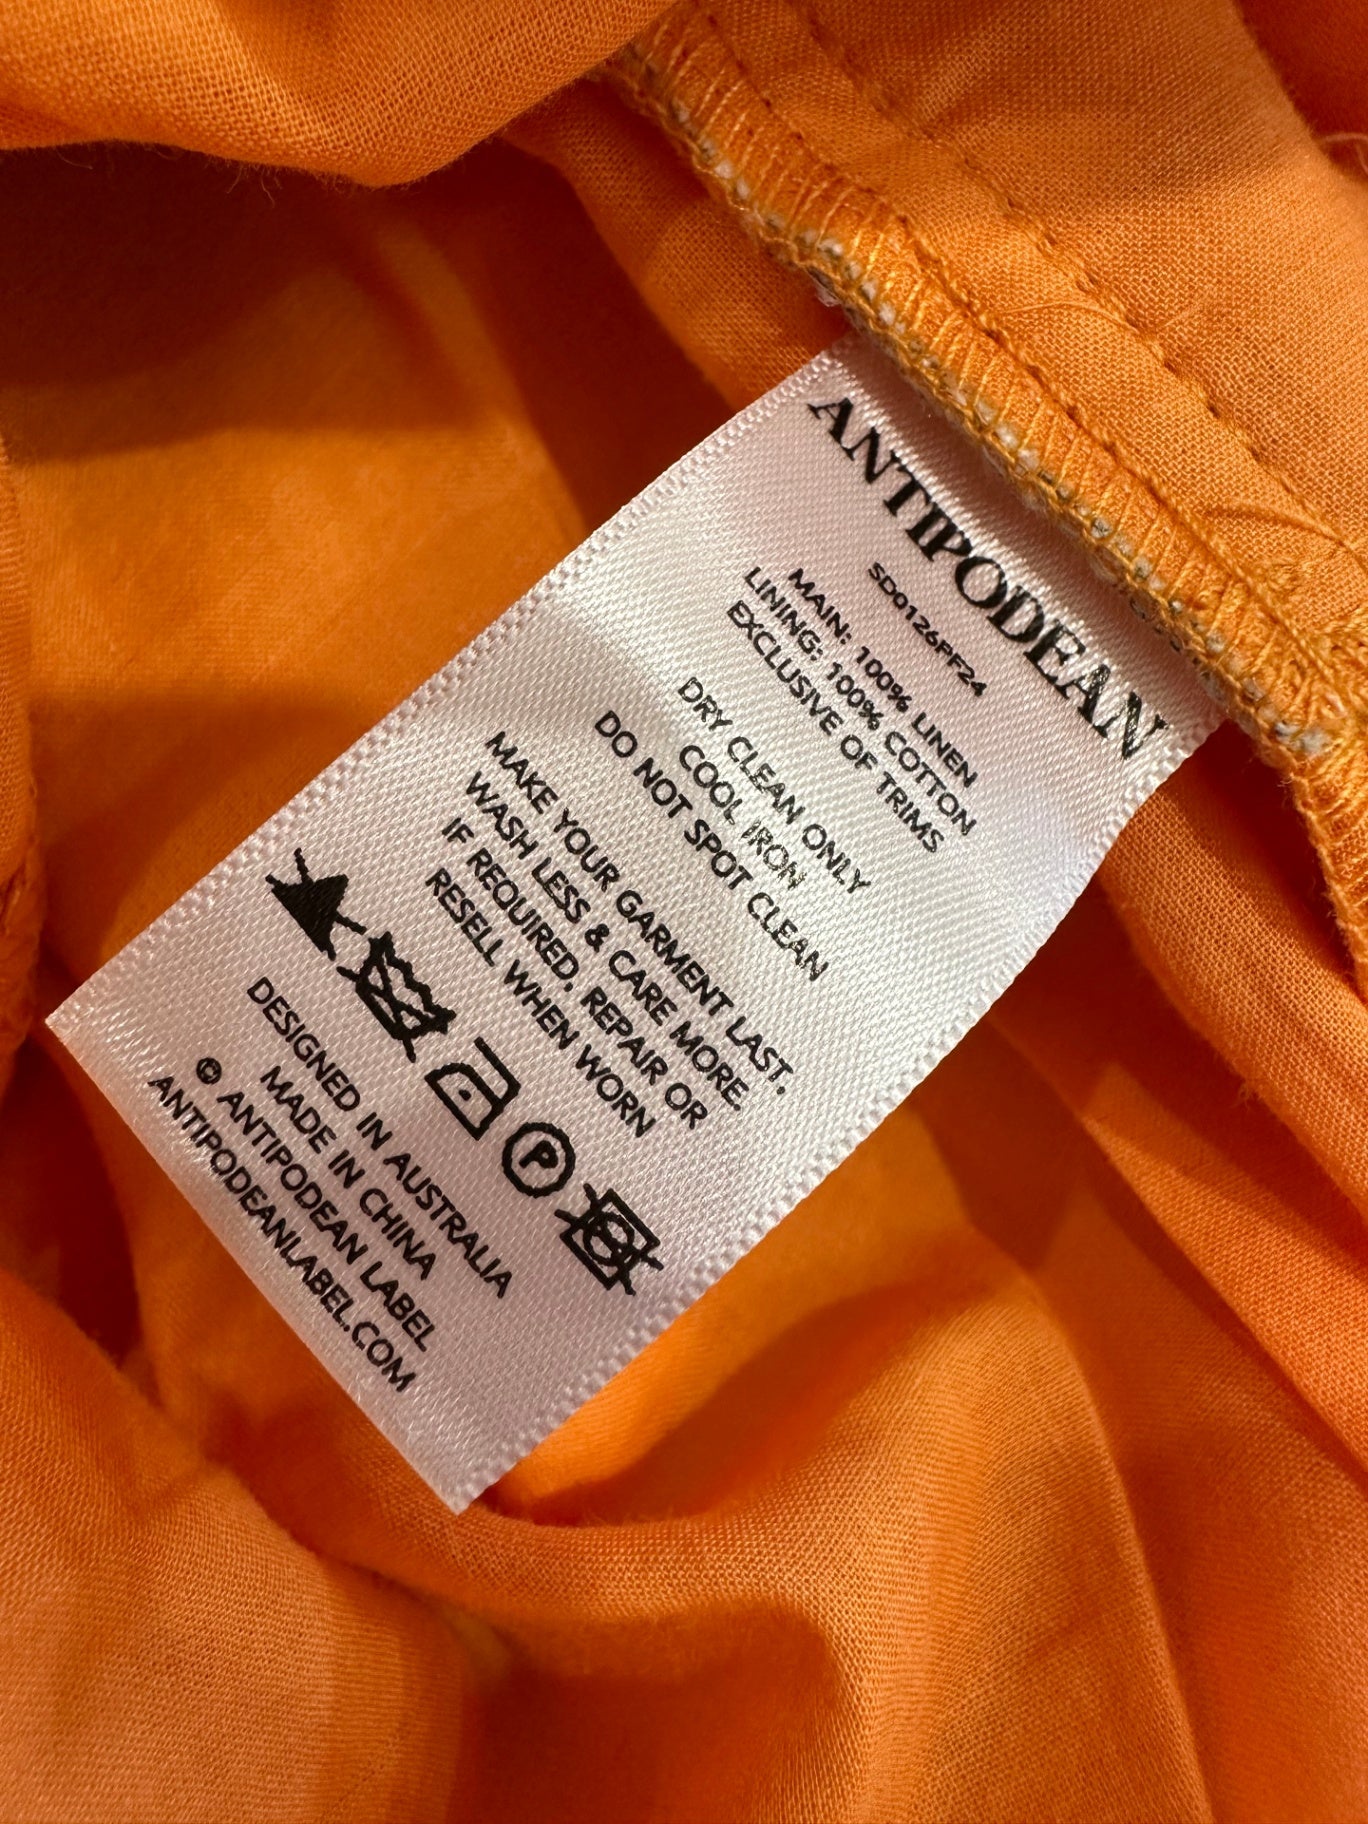 ANTIPODEAN
SD0126PF24
MAIN: 100% LINEN
LINING: 100% COTTON
EXCLUSIVE OF TRIMS
DRY CLEAN ONLY
COOL IRON
DO NOT SPOT CLEAN
MAKE YOUR GARMENT LAST,
WASH LESS & CARE MORE.
IF REQUIRED, REPAIR OR
RESELL WHEN WORN
P
DESIGNED IN AUSTRALIA
MADE IN CHINA
© ANTIPODEAN LABEL
ANTIPODEANLABEL.COM